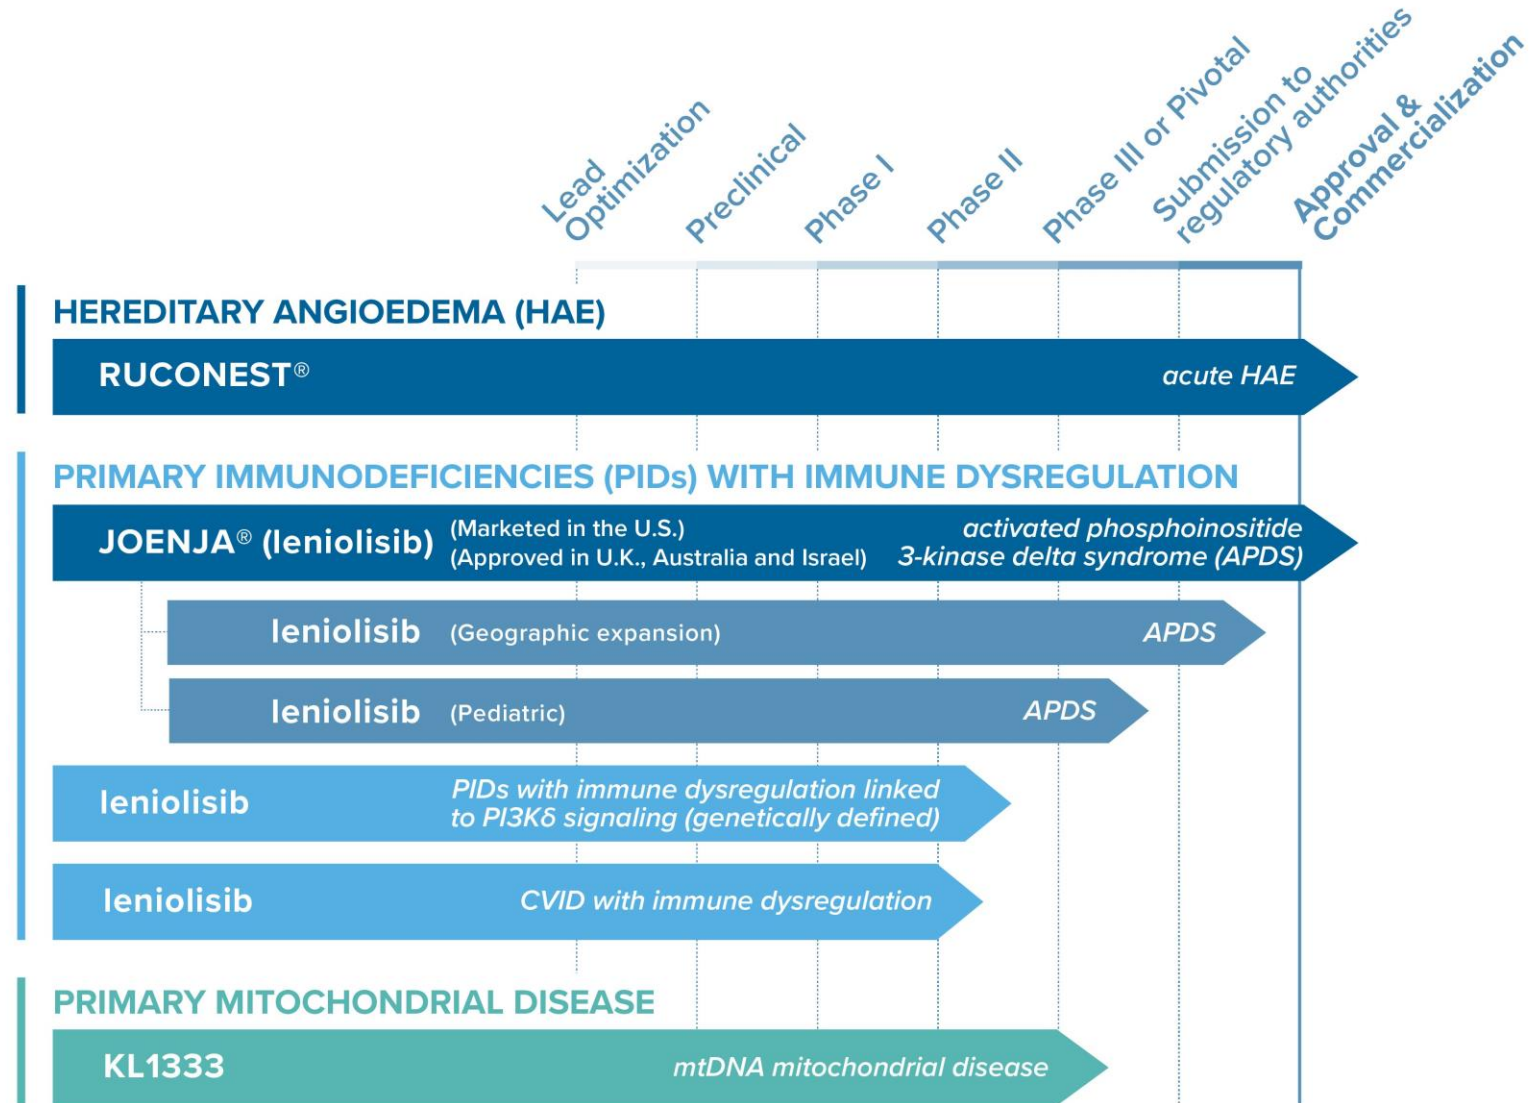 Lead
Optimization
Preclinical
Phase I
Phase II
Phase III or Pivotal
Submission to
regulatory authorities
Approval &
Commercialization
HEREDITARY ANGIOEDEMA (HAE)
RUCONEST®
acute HAE
PRIMARY IMMUNODEFICIENCIES (PIDs) WITH IMMUNE DYSREGULATION
JOENJA® (leniolisib)
(Marketed in the U.S.)
(Approved in U.K., Australia and Israel)
activated phosphoinositide
3-kinase delta syndrome (APDS)
leniolisib (Geographic expansion) APDS
leniolisib (Pediatric) APDS
leniolisib
PIDs with immune dysregulation linked
to PI3Kδ signaling (genetically defined)
leniolisib CVID with immune dysregulation
PRIMARY MITOCHONDRIAL DISEASE
KL1333 mtDNA mitochondrial disease